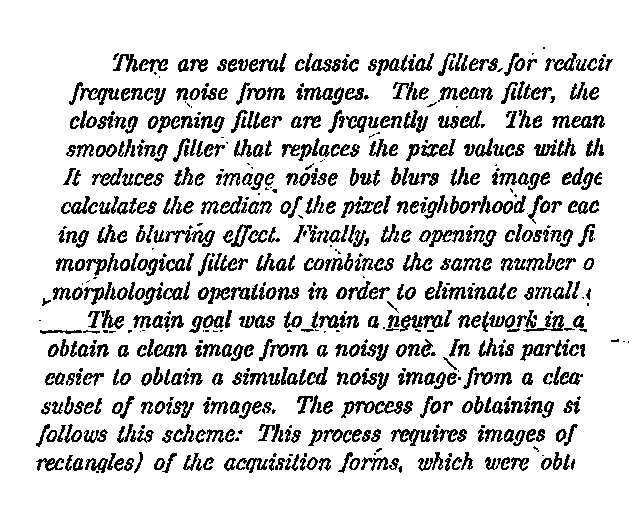 There are several classic spatial filters for reducir
frequency noise from images. The mean filter, the
closing opening filter are frequently used. The mean
smoothing filter that replaces the pixel values with th
It reduces the image noise but blurs the image edge
calculates the median of the pixel neighborhood for eac
ing the blurring effect. Finally, the opening closing fi
morphological filter that combines the same number o
morphological operations in order to eliminate small
The main goal was to train a neural network in a
obtain a clean image from a noisy one. In this partici
easier to obtain a simulated noisy image from a clea
subset of noisy images. The process for obtaining si
follows this scheme: This process requires images of
rectangles) of the acquisition forms, which were obt